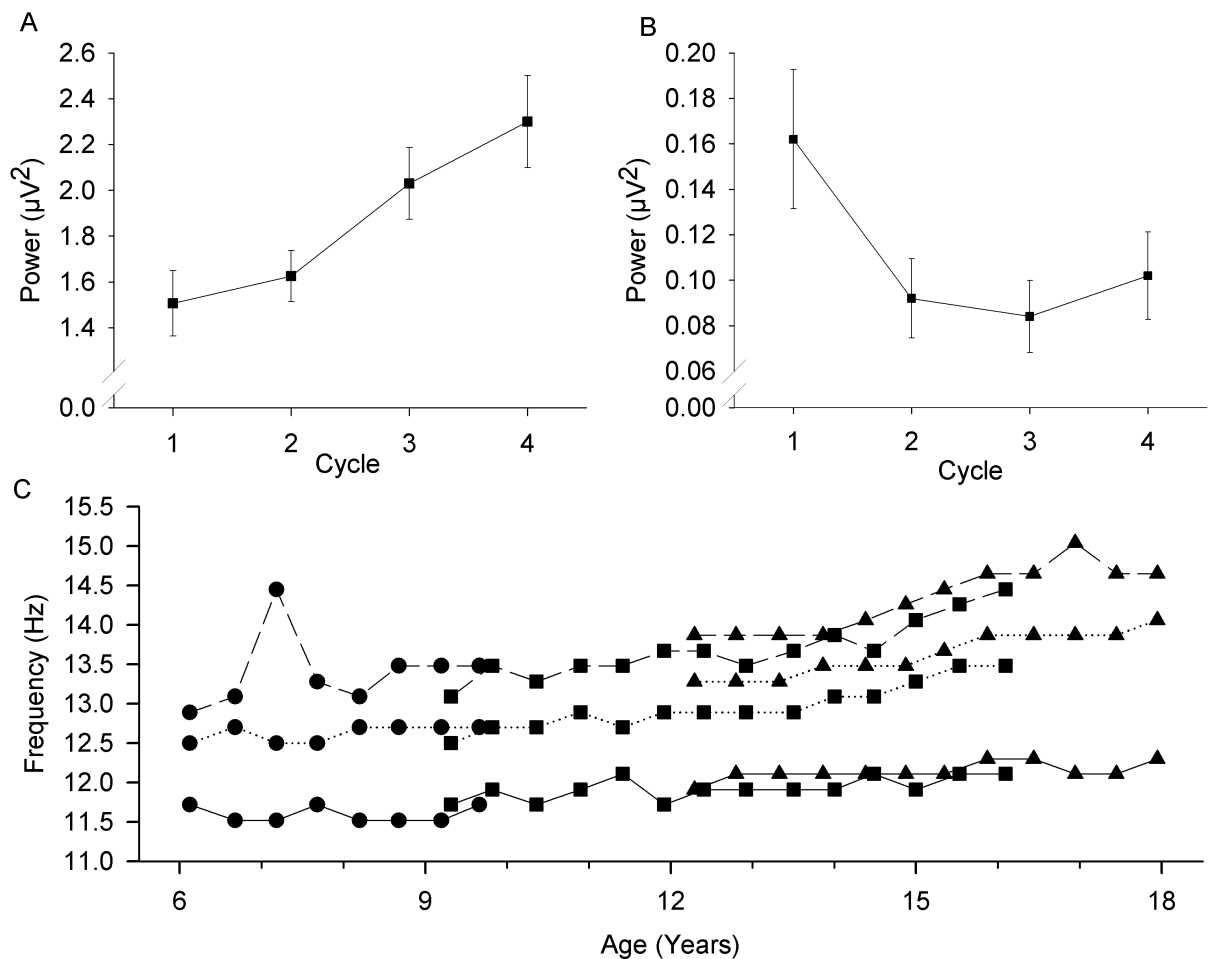 A
2.6
2.4
2.2
2.0
1.8
1.6
1.4
0.0
Power (µV²)
1 2 3 4
Cycle
B
0.20
0.18
0.16
0.14
0.12
0.10
0.08
0.06
0.00
Power (µV²)
1 2 3 4
Cycle
C
15.5
15.0
14.5
14.0
13.5
13.0
12.5
12.0
11.5
11.0
Frequency (Hz)
6 9 12 15 18
Age (Years)